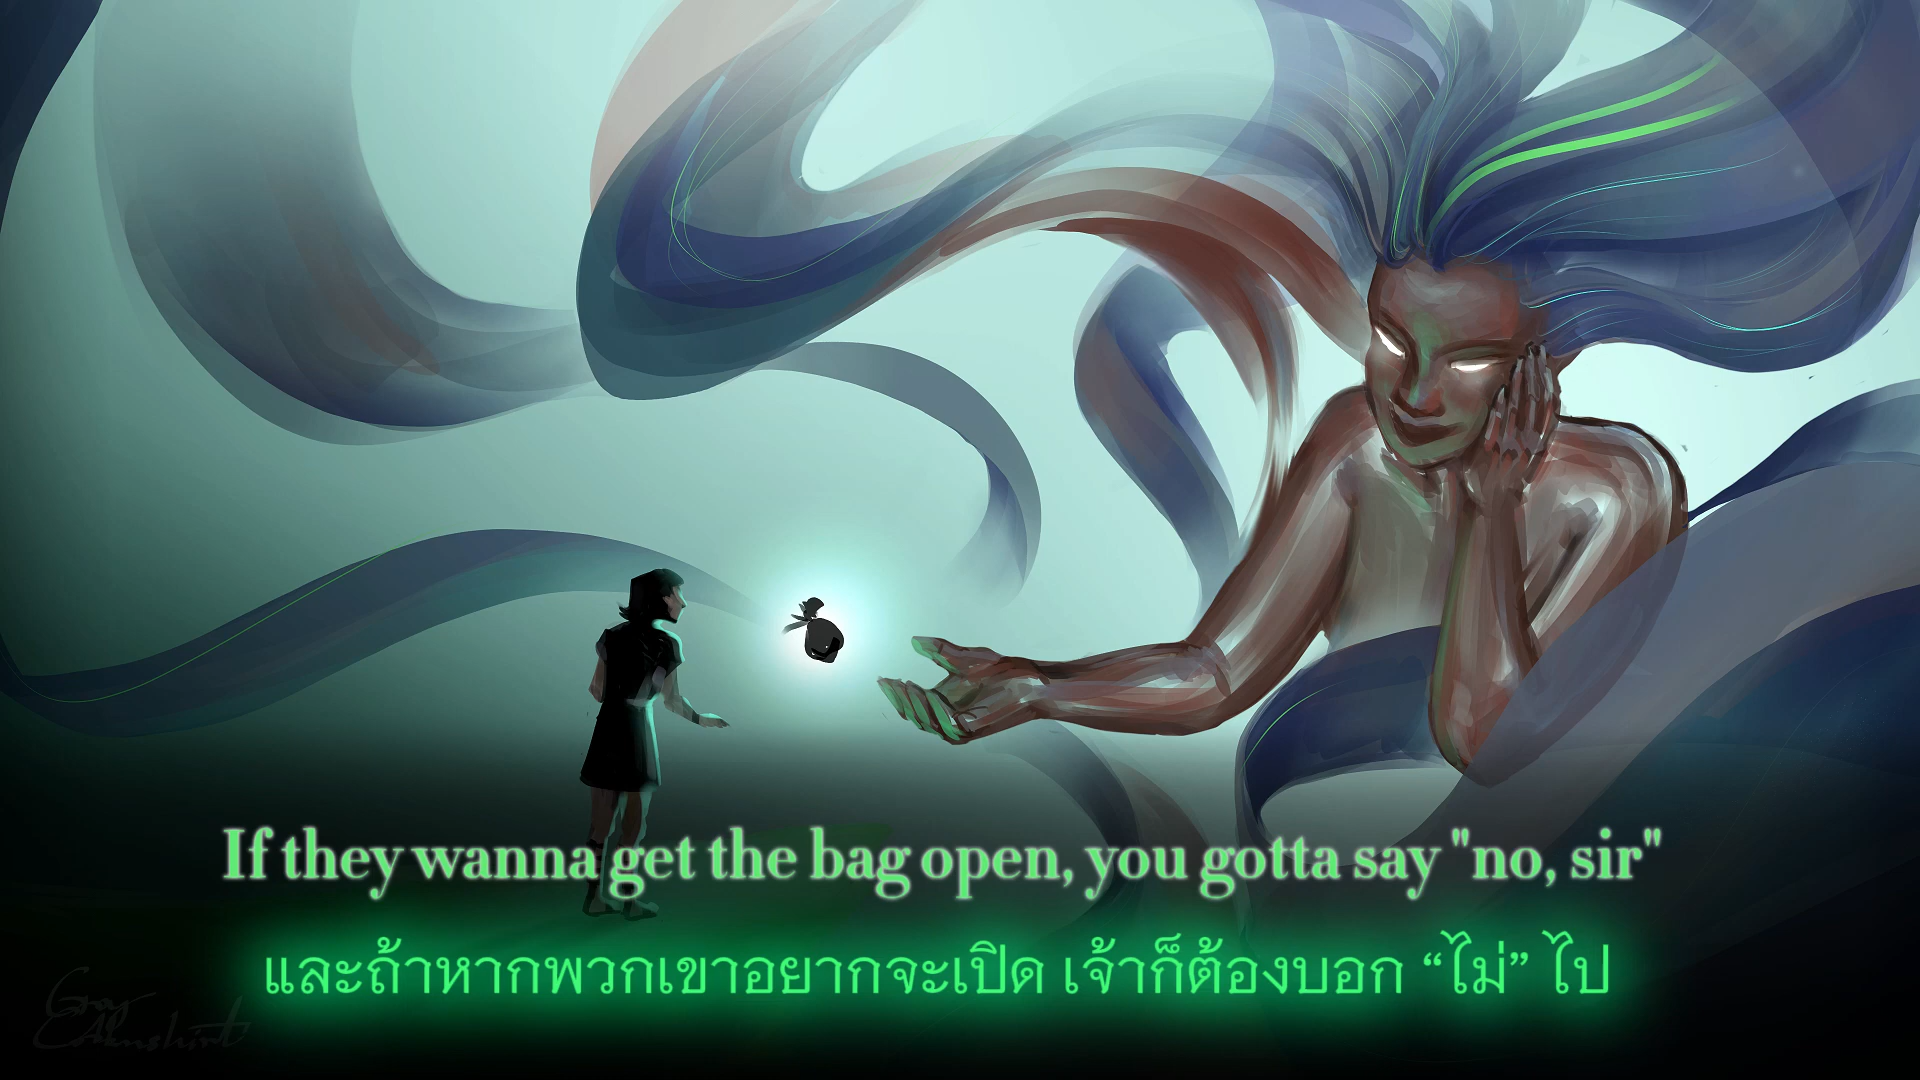 If they wanna get the bag open, you gotta say "no, sir"
และถ้าหากพวกเขาอยากจะเปิด เจ้าก็ต้องบอก “ไม่” ไป